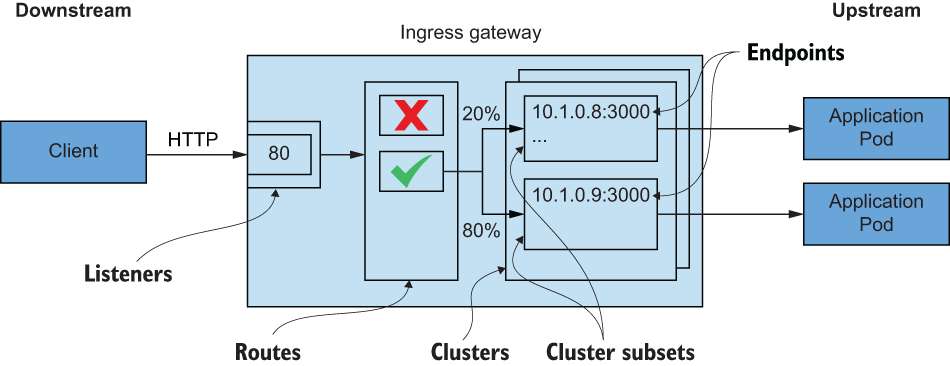 Downstream
Upstream
Ingress gateway
Endpoints
Client
HTTP
80
20%
10.1.0.8:3000
...
Application
Pod
80%
10.1.0.9:3000
Application
Pod
Listeners
Routes
Clusters
Cluster subsets